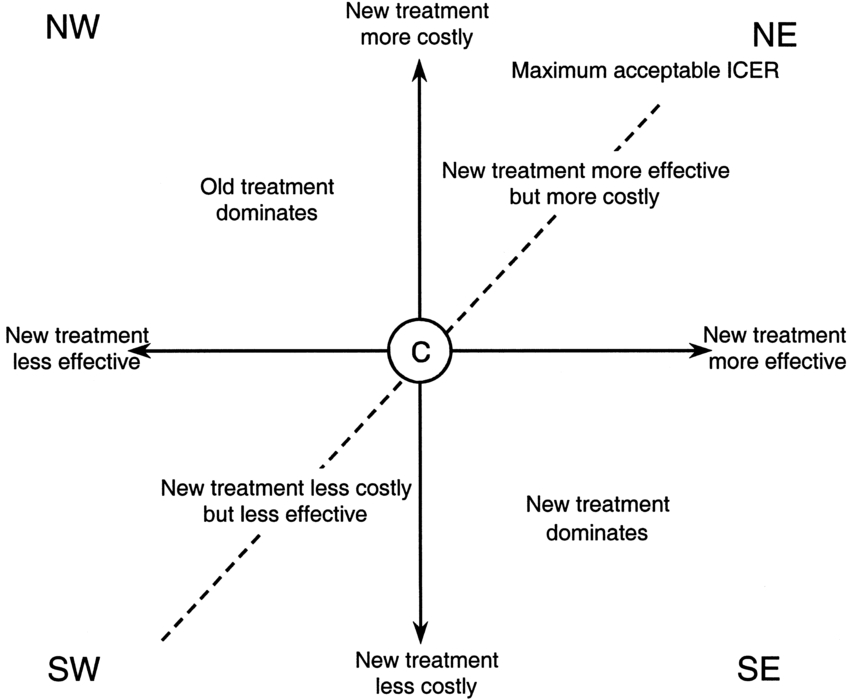 NW
New treatment
more costly
NE
Maximum acceptable ICER
Old treatment
dominates
New treatment more effective
but more costly
New treatment
less effective
C
New treatment
more effective
New treatment less costly
but less effective
New treatment
dominates
SW
New treatment
less costly
SE